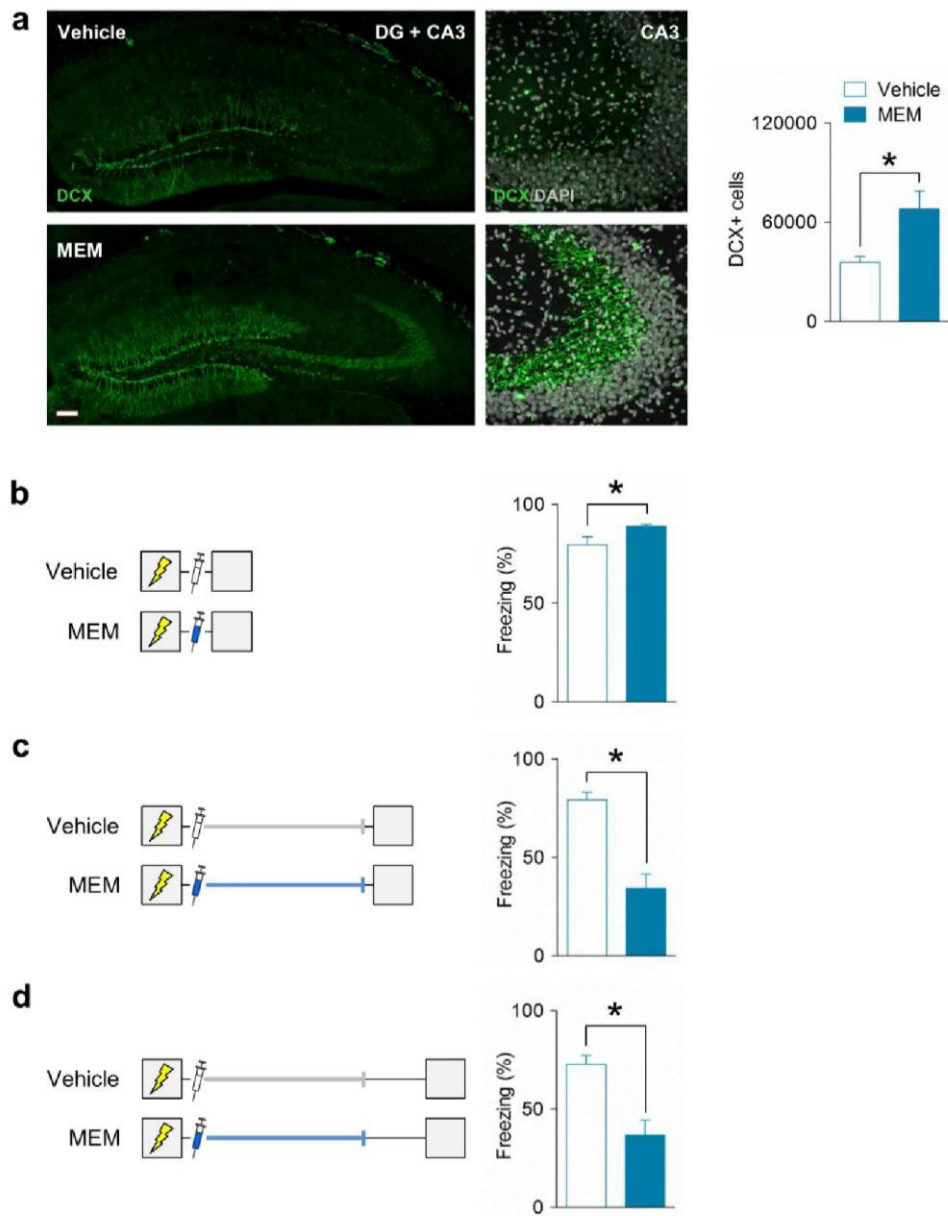 a
Vehicle
DG + CA3
CA3
DCX
DCX/DAPI
MEM
Vehicle
MEM
120000
60000
0
DCX+ cells
*
b
Vehicle
MEM
100
50
0
Freezing (%)
*
c
Vehicle
MEM
100
50
0
Freezing (%)
*
d
Vehicle
MEM
100
50
0
Freezing (%)
*